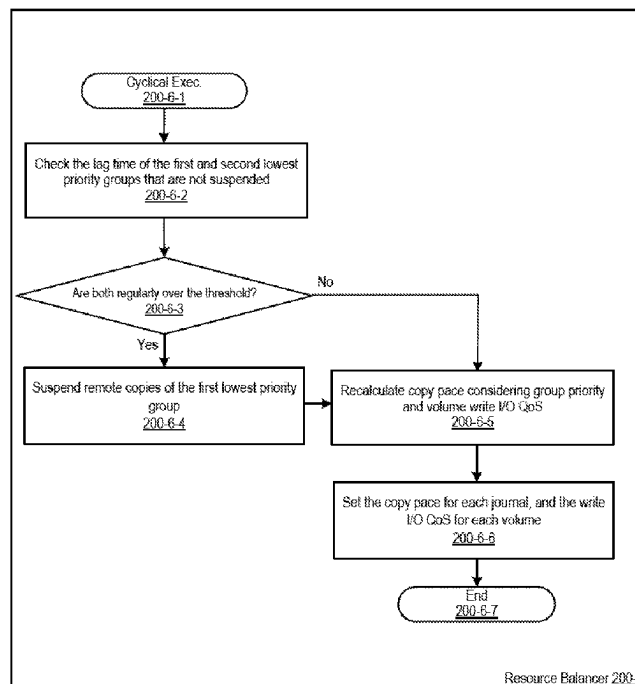 Cyclical Exec.
200-6-1
Check the lag time of the first and second lowest
priority groups that are not suspended
200-6-2
Are both regularly over the threshold?
200-6-3
No
Yes
Suspend remote copies of the first lowest priority
group
200-6-4
Recalculate copy pace considering group priority
and volume write I/O QoS
200-6-5
Set the copy pace for each journal, and the write
I/O QoS for each volume
200-6-6
End
200-6-7
Resource Balancer 200-